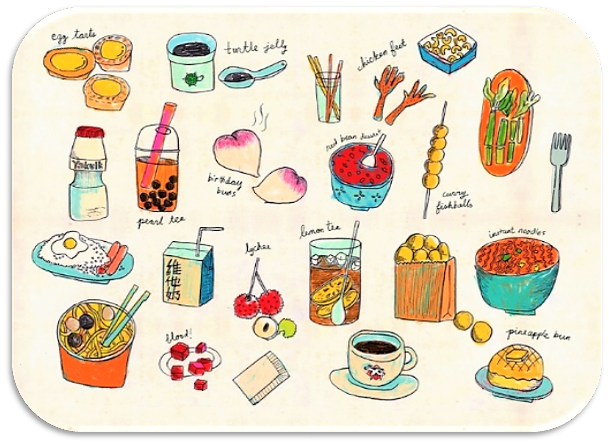 egg tarts
turtle jelly
chicken feet
Yakult
pearl tea
birthday
buns
red bean dessert
curry
fishballs
維
他
奶
lychee
lemon tea
instant noodles
blood!
pineapple bun